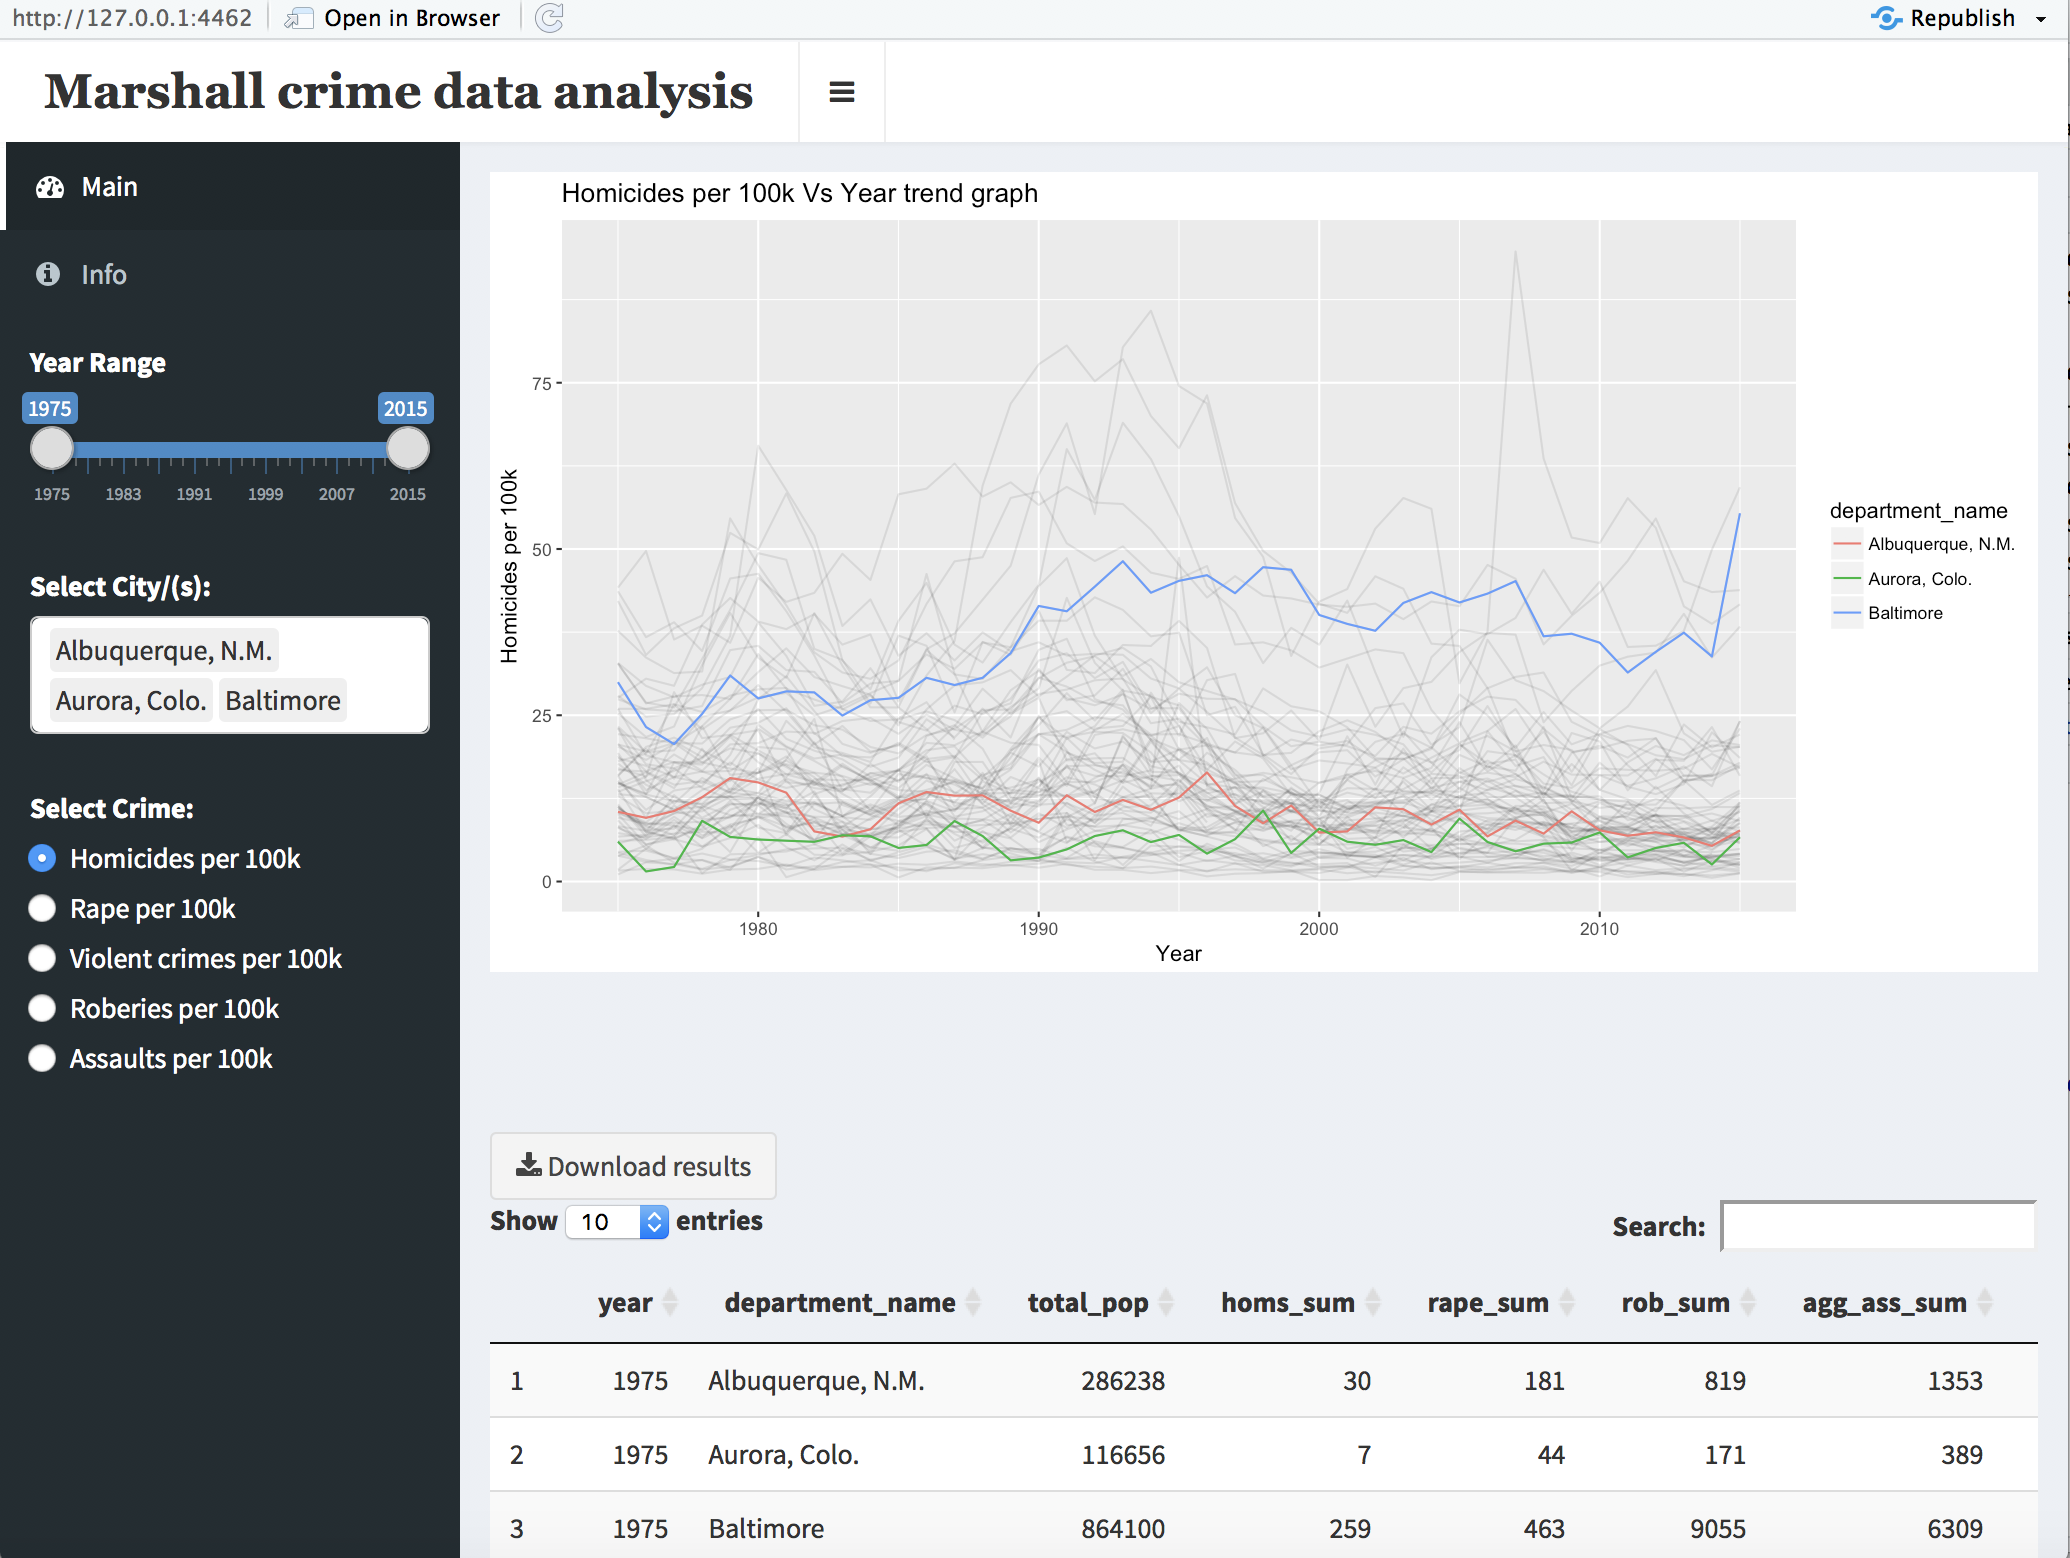 http://127.0.0.1:4462 Open in Browser Republish
Marshall crime data analysis
Main
Info
Year Range
1975 2015
1975 1983 1991 1999 2007 2015
Select City/(s):
Albuquerque, N.M.
Aurora, Colo. Baltimore
Select Crime:
Homicides per 100k
Rape per 100k
Violent crimes per 100k
Roberies per 100k
Assaults per 100k
Homicides per 100k Vs Year trend graph
Homicides per 100k
75
50
25
0
1980 1990 2000 2010
Year
department_name
Albuquerque, N.M.
Aurora, Colo.
Baltimore
Download results
Show 10 entries
Search:
year department_name total_pop homs_sum rape_sum rob_sum agg_ass_sum
1 1975 Albuquerque, N.M. 286238 30 181 819 1353
2 1975 Aurora, Colo. 116656 7 44 171 389
3 1975 Baltimore 864100 259 463 9055 6309